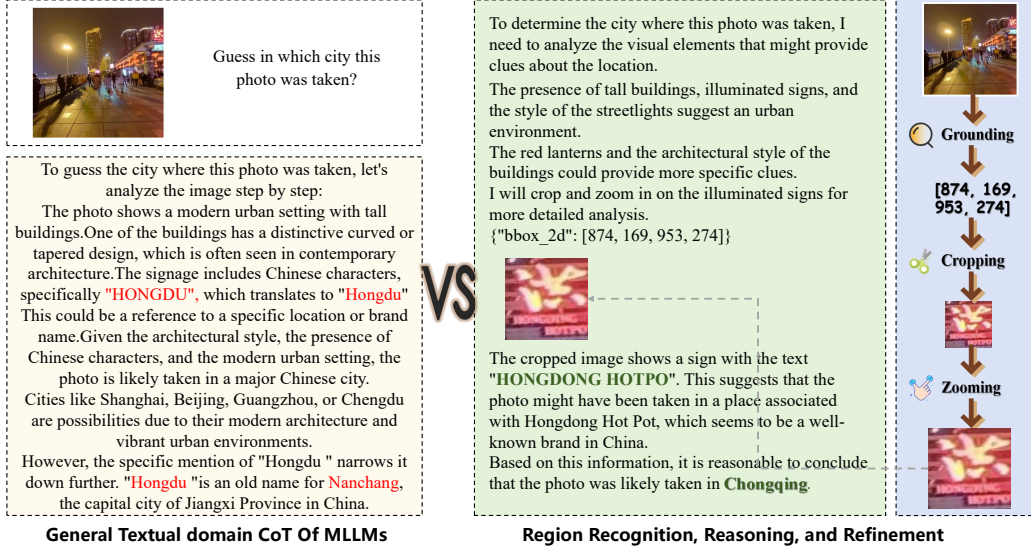 Guess in which city this
photo was taken?
To guess the city where this photo was taken, let's
analyze the image step by step:
The photo shows a modern urban setting with tall
buildings.One of the buildings has a distinctive curved or
tapered design, which is often seen in contemporary
architecture.The signage includes Chinese characters,
specifically "HONGDU", which translates to "Hongdu"
This could be a reference to a specific location or brand
name.Given the architectural style, the presence of
Chinese characters, and the modern urban setting, the
photo is likely taken in a major Chinese city.
Cities like Shanghai, Beijing, Guangzhou, or Chengdu
are possibilities due to their modern architecture and
vibrant urban environments.
However, the specific mention of "Hongdu " narrows it
down further. "Hongdu "is an old name for Nanchang,
the capital city of Jiangxi Province in China.
General Textual domain CoT Of MLLMs
VS
To determine the city where this photo was taken, I
need to analyze the visual elements that might provide
clues about the location.
The presence of tall buildings, illuminated signs, and
the style of the streetlights suggest an urban
environment.
The red lanterns and the architectural style of the
buildings could provide more specific clues.
I will crop and zoom in on the illuminated signs for
more detailed analysis.
{"bbox_2d": [874, 169, 953, 274]}
HOTPO
The cropped image shows a sign with the text
"HONGDONG HOTPO". This suggests that the
photo might have been taken in a place associated
with Hongdong Hot Pot, which seems to be a well-
known brand in China.
Based on this information, it is reasonable to conclude
that the photo was likely taken in Chongqing.
Grounding
[874, 169,
953, 274]
Cropping
Zooming
HOTPO
Region Recognition, Reasoning, and Refinement